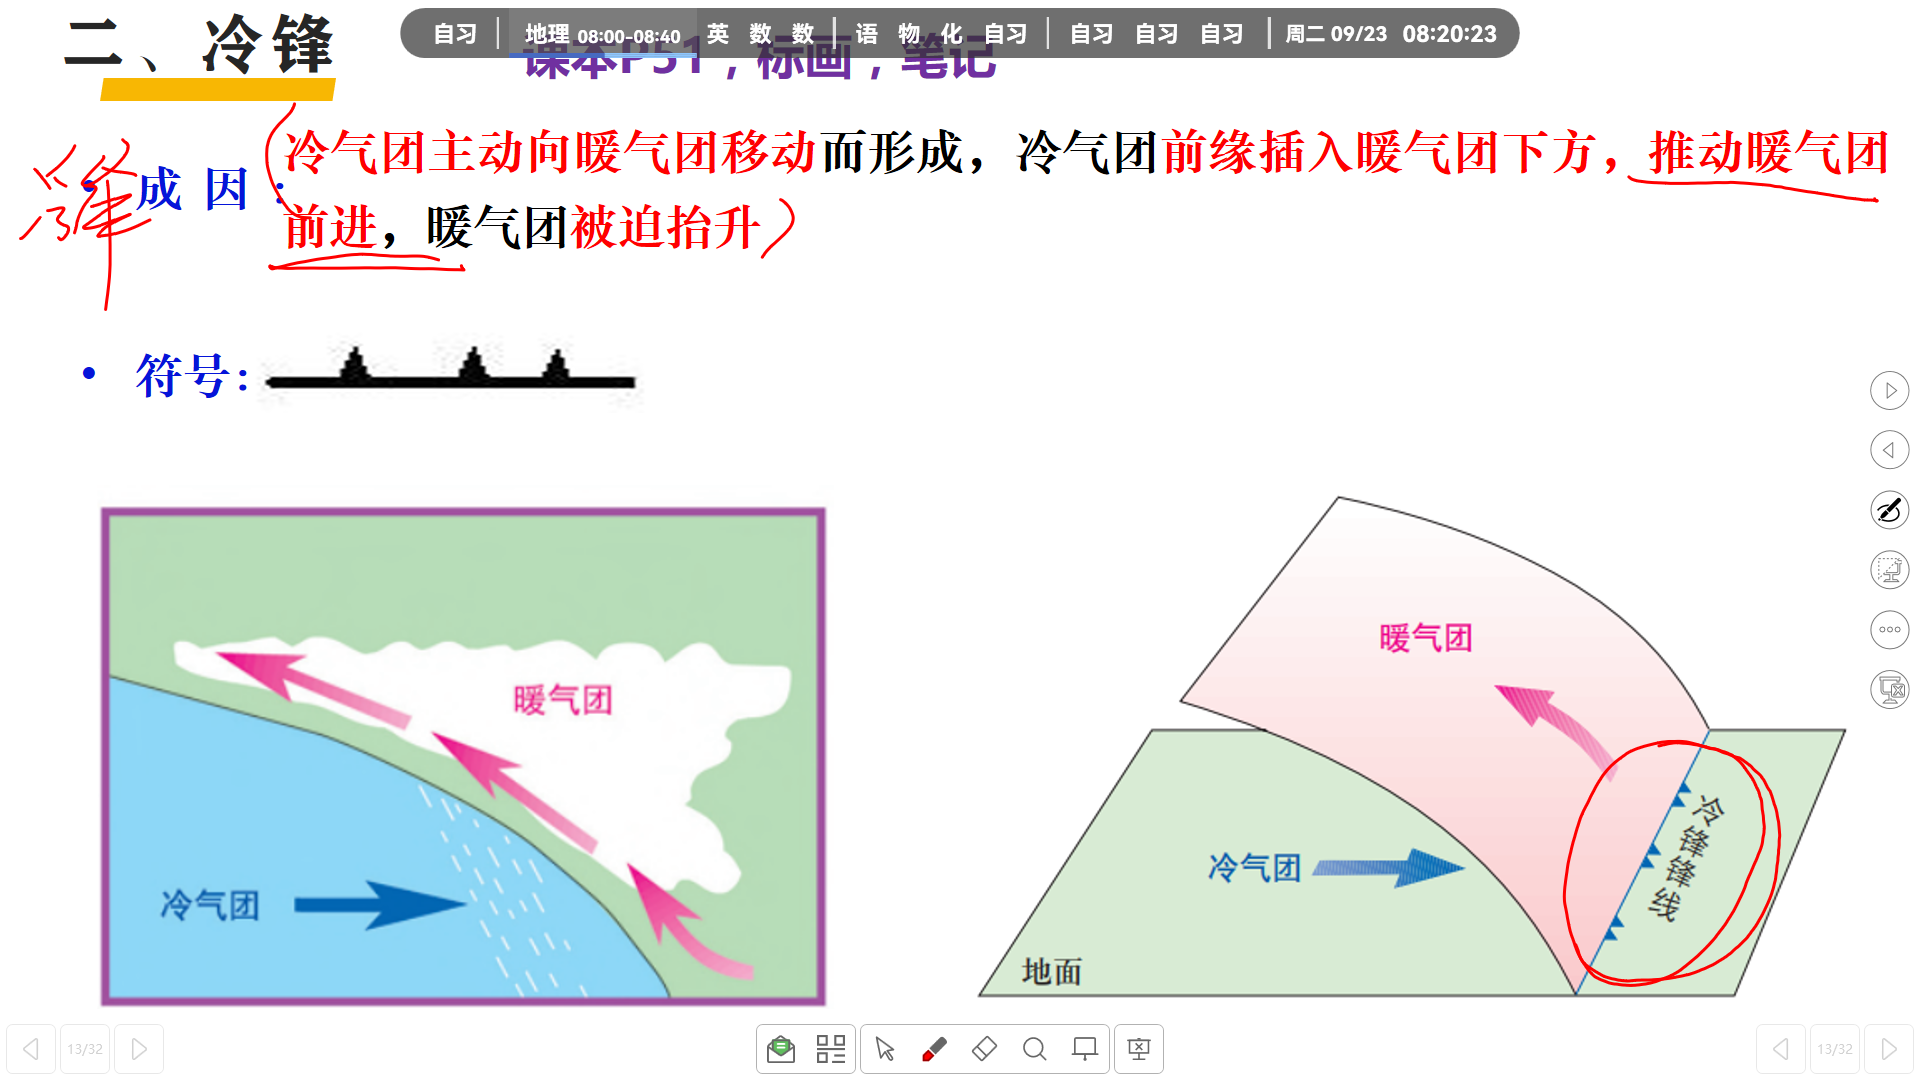 自习 | 地理 08:00-08:40 英 数 数 | 语 物 化 自习 | 自习 自习 自习 | 周二 09/23 08:20:23
二、冷锋
课本P51，标画，笔记
冷气团主动向暖气团移动而形成，冷气团前缘插入暖气团下方，推动暖气团
• 成 因：
前进，暖气团被迫抬升
• 符号：
暖气团
冷气团
暖气团
冷气团
冷锋锋线
地面
13/32
13/32